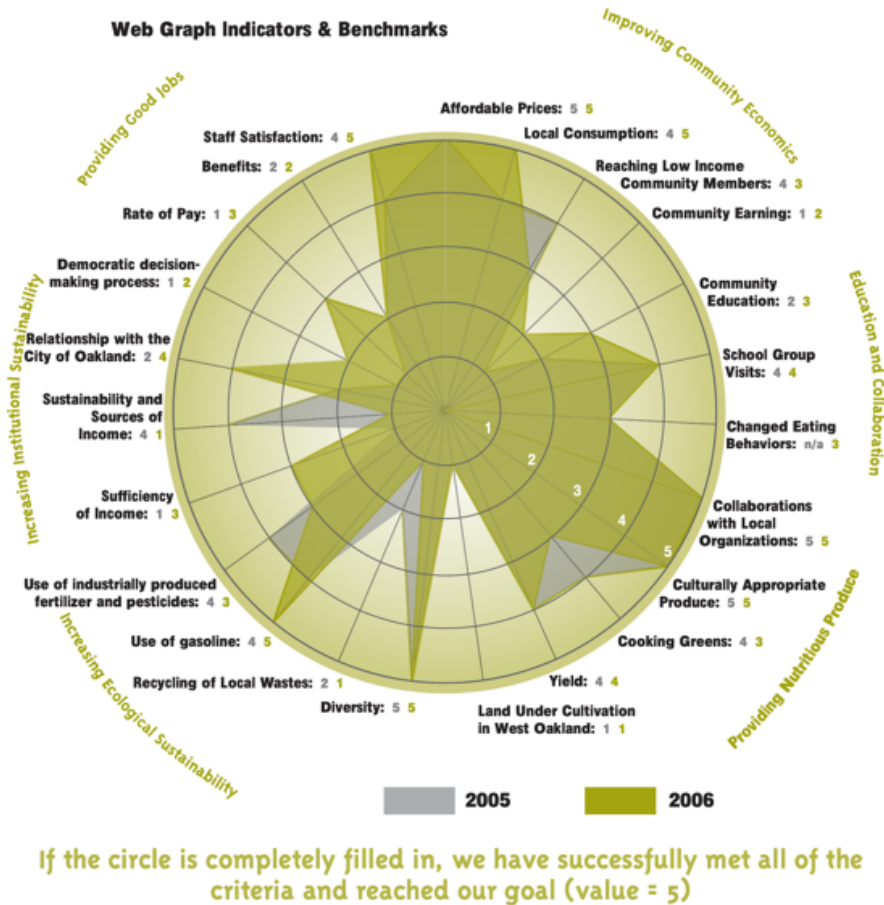 Web Graph Indicators & Benchmarks
Improving Community Economics
Providing Good Jobs
Affordable Prices: 5 5
Staff Satisfaction: 4 5
Local Consumption: 4 5
Benefits: 2 2
Reaching Low Income
Community Members: 4 3
Rate of Pay: 1 3
Community Earning: 1 2
Democratic decision-
making process: 1 2
Community
Education: 2 3
Education and Collaboration
Increasing Institutional Sustainability
Relationship with the
City of Oakland: 2 4
School Group
Visits: 4 4
Sustainability and
Sources of
Income: 4 1
Changed Eating
Behaviors: n/a 3
1
2
3
4
5
Sufficiency
of Income: 1 3
Collaborations
with Local
Organizations: 5 5
Use of industrially produced
fertilizer and pesticides: 4 3
Culturally Appropriate
Produce: 5 5
Providing Nutritious Produce
Increasing Ecological Sustainability
Use of gasoline: 4 5
Cooking Greens: 4 3
Recycling of Local Wastes: 2 1
Yield: 4 4
Diversity: 5 5
Land Under Cultivation
in West Oakland: 1 1
2005
2006
If the circle is completely filled in, we have successfully met all of the
criteria and reached our goal (value = 5)